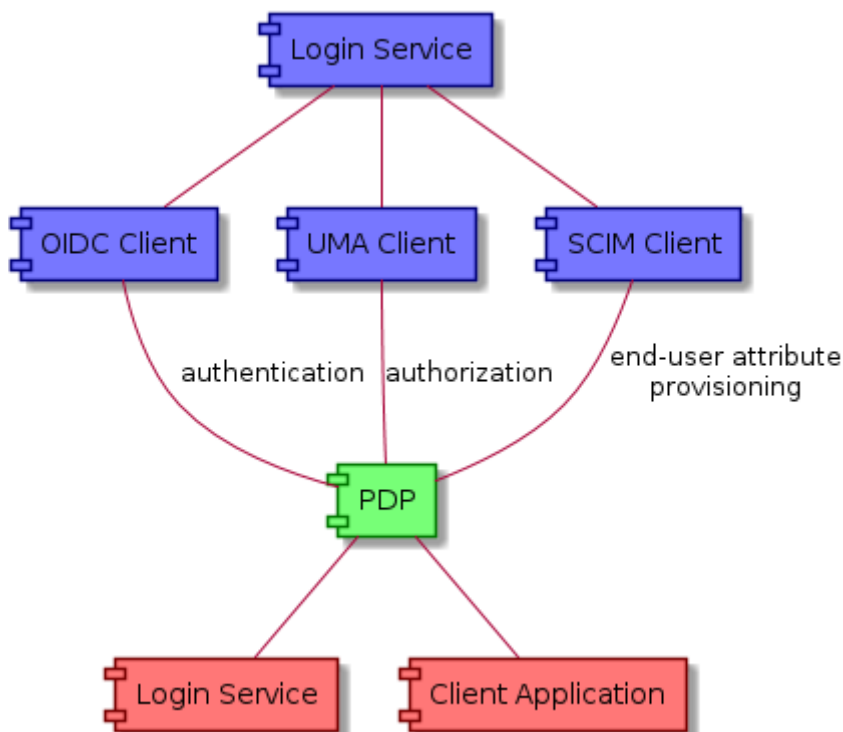 Login Service
OIDC Client
UMA Client
SCIM Client
authentication
authorization
end-user attribute
provisioning
PDP
Login Service
Client Application